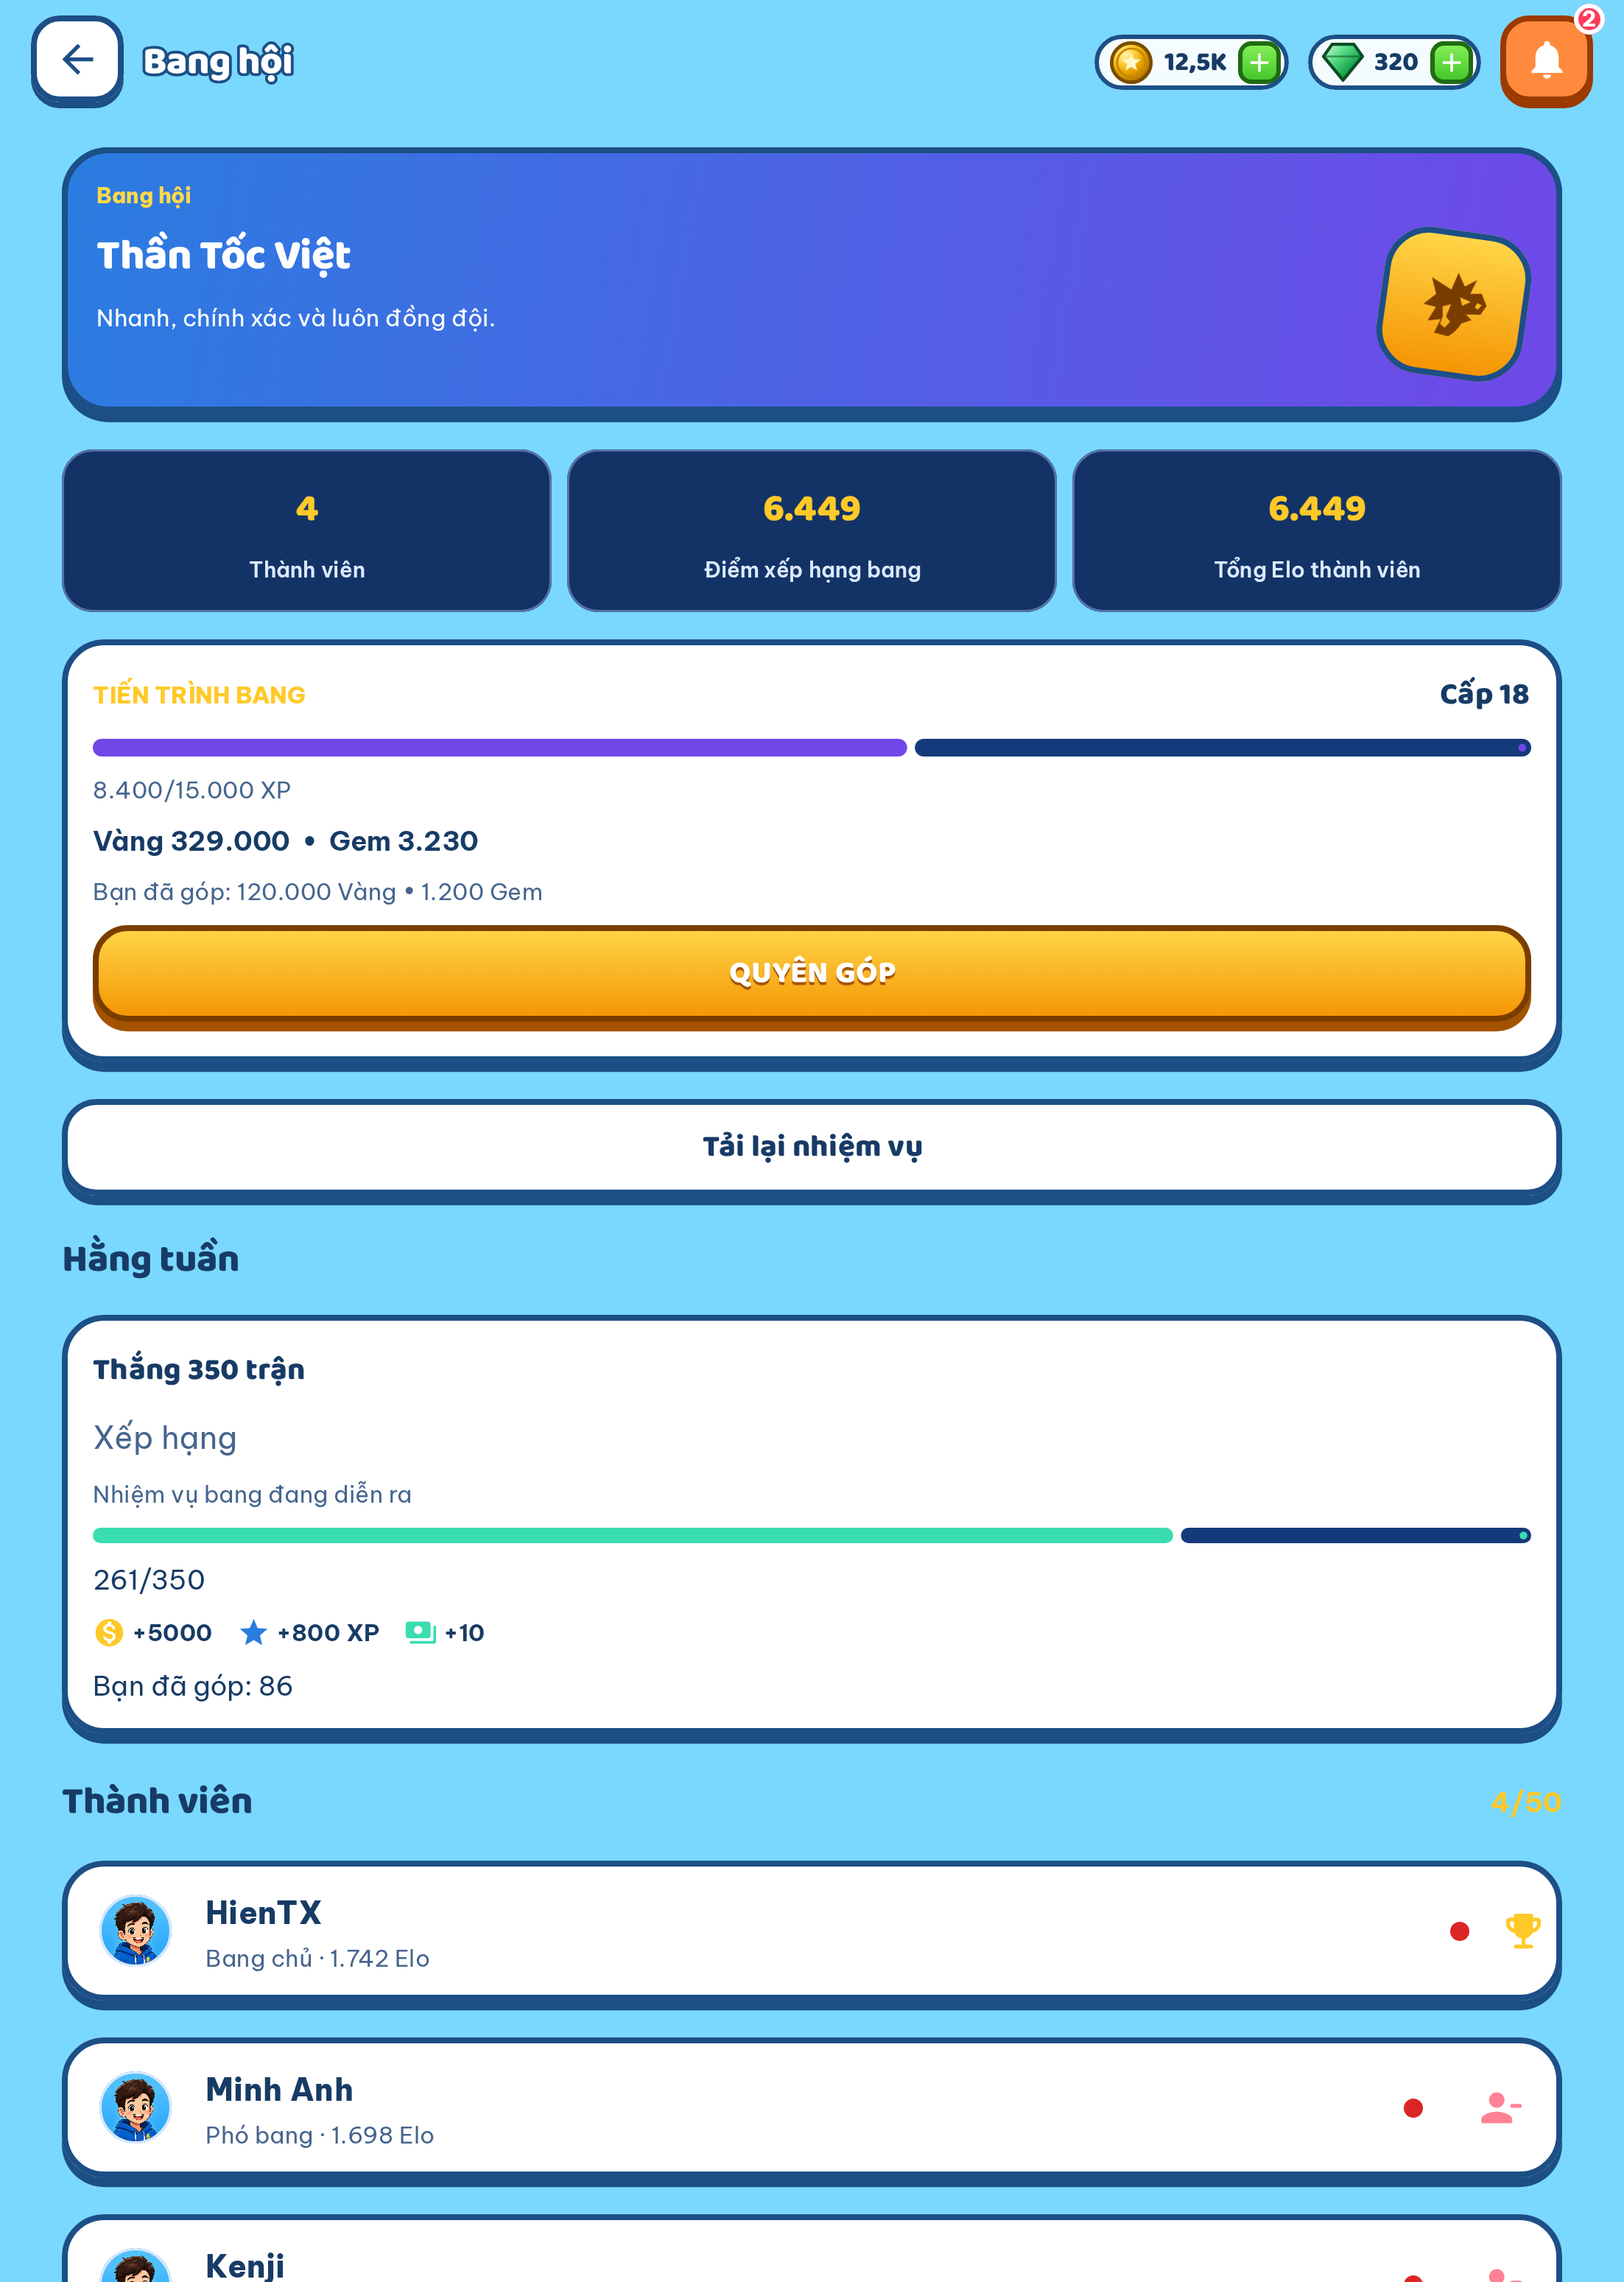 Bang hội
12,5K
320
2
Bang hội
Thần Tốc Việt
Nhanh, chính xác và luôn đồng đội.
4
Thành viên
6.449
Điểm xếp hạng bang
6.449
Tổng Elo thành viên
TIẾN TRÌNH BANG
Cấp 18
8.400/15.000 XP
Vàng 329.000 • Gem 3.230
Bạn đã góp: 120.000 Vàng • 1.200 Gem
QUYÊN GÓP
Tải lại nhiệm vụ
Hằng tuần
Thắng 350 trận
Xếp hạng
Nhiệm vụ bang đang diễn ra
261/350
+5000 +800 XP +10
Bạn đã góp: 86
Thành viên
4/50
HienTX
Bang chủ · 1.742 Elo
Minh Anh
Phó bang · 1.698 Elo
Kenji